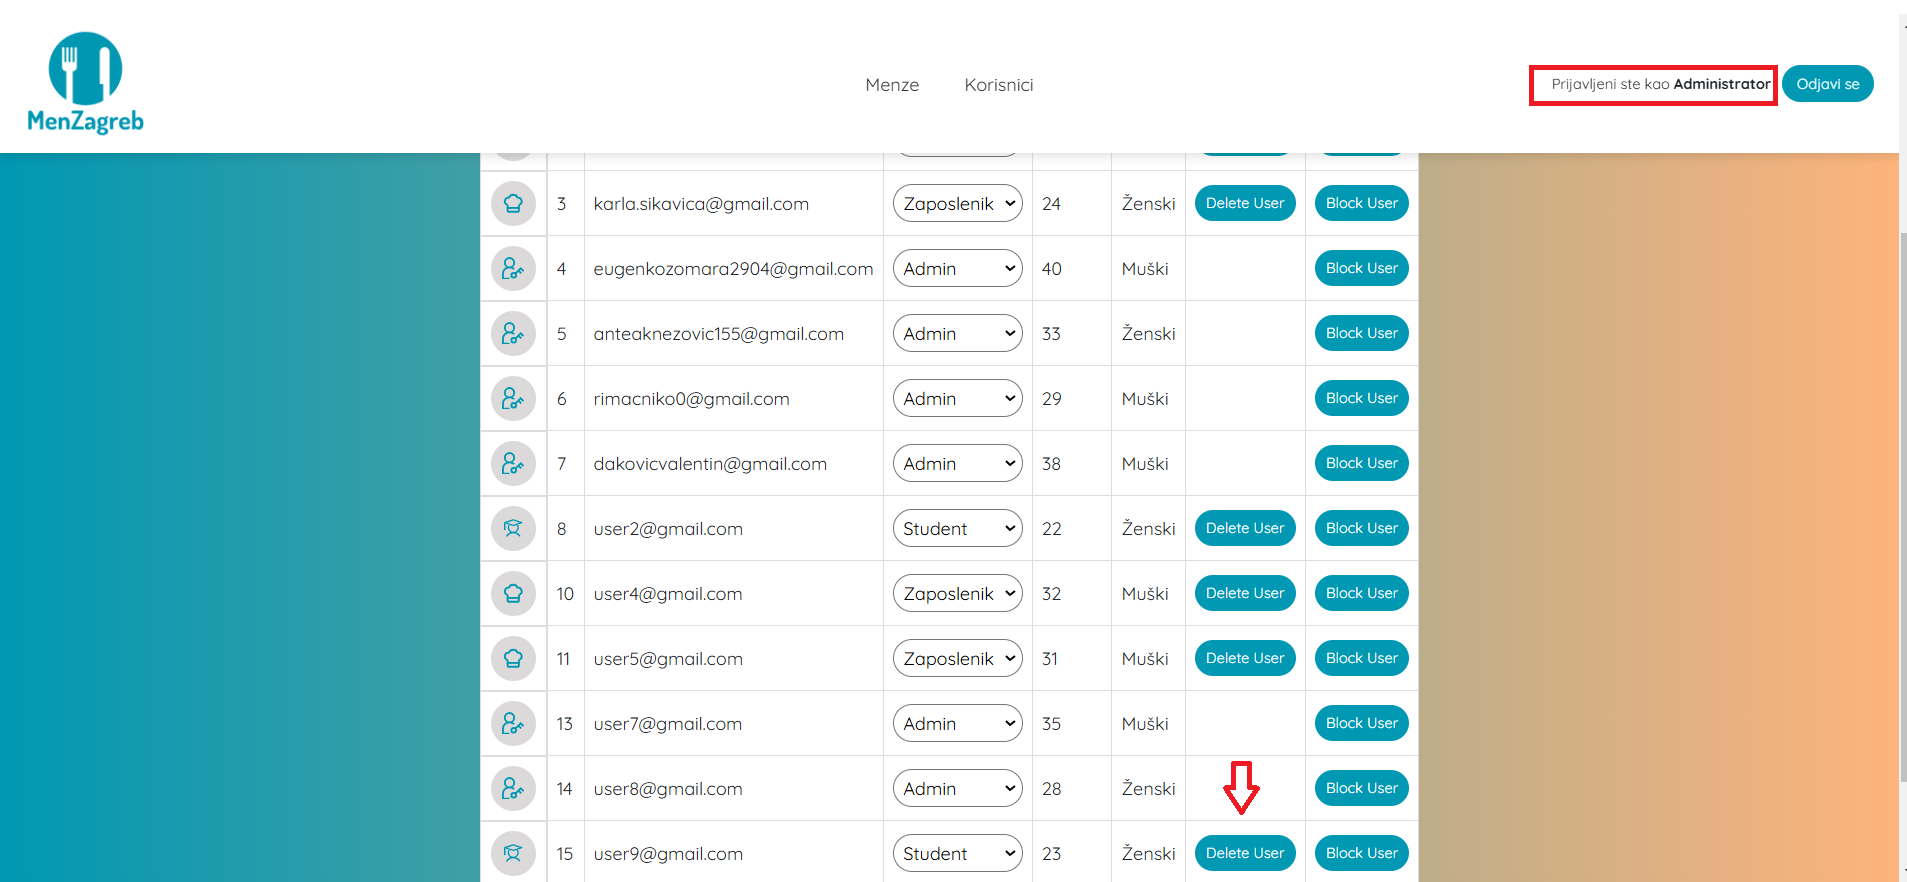 MenZagreb
Menze Korisnici
Prijavljeni ste kao Administrator Odjavi se
3 karla.sikavica@gmail.com Zaposlenik 24 Ženski Delete User Block User
4 eugenkozomara2904@gmail.com Admin 40 Muški Block User
5 anteaknezovic155@gmail.com Admin 33 Ženski Block User
6 rimacniko0@gmail.com Admin 29 Muški Block User
7 dakovicvalentin@gmail.com Admin 38 Muški Block User
8 user2@gmail.com Student 22 Ženski Delete User Block User
10 user4@gmail.com Zaposlenik 32 Muški Delete User Block User
11 user5@gmail.com Zaposlenik 31 Muški Delete User Block User
13 user7@gmail.com Admin 35 Muški Block User
14 user8@gmail.com Admin 28 Ženski Block User
15 user9@gmail.com Student 23 Ženski Delete User Block User